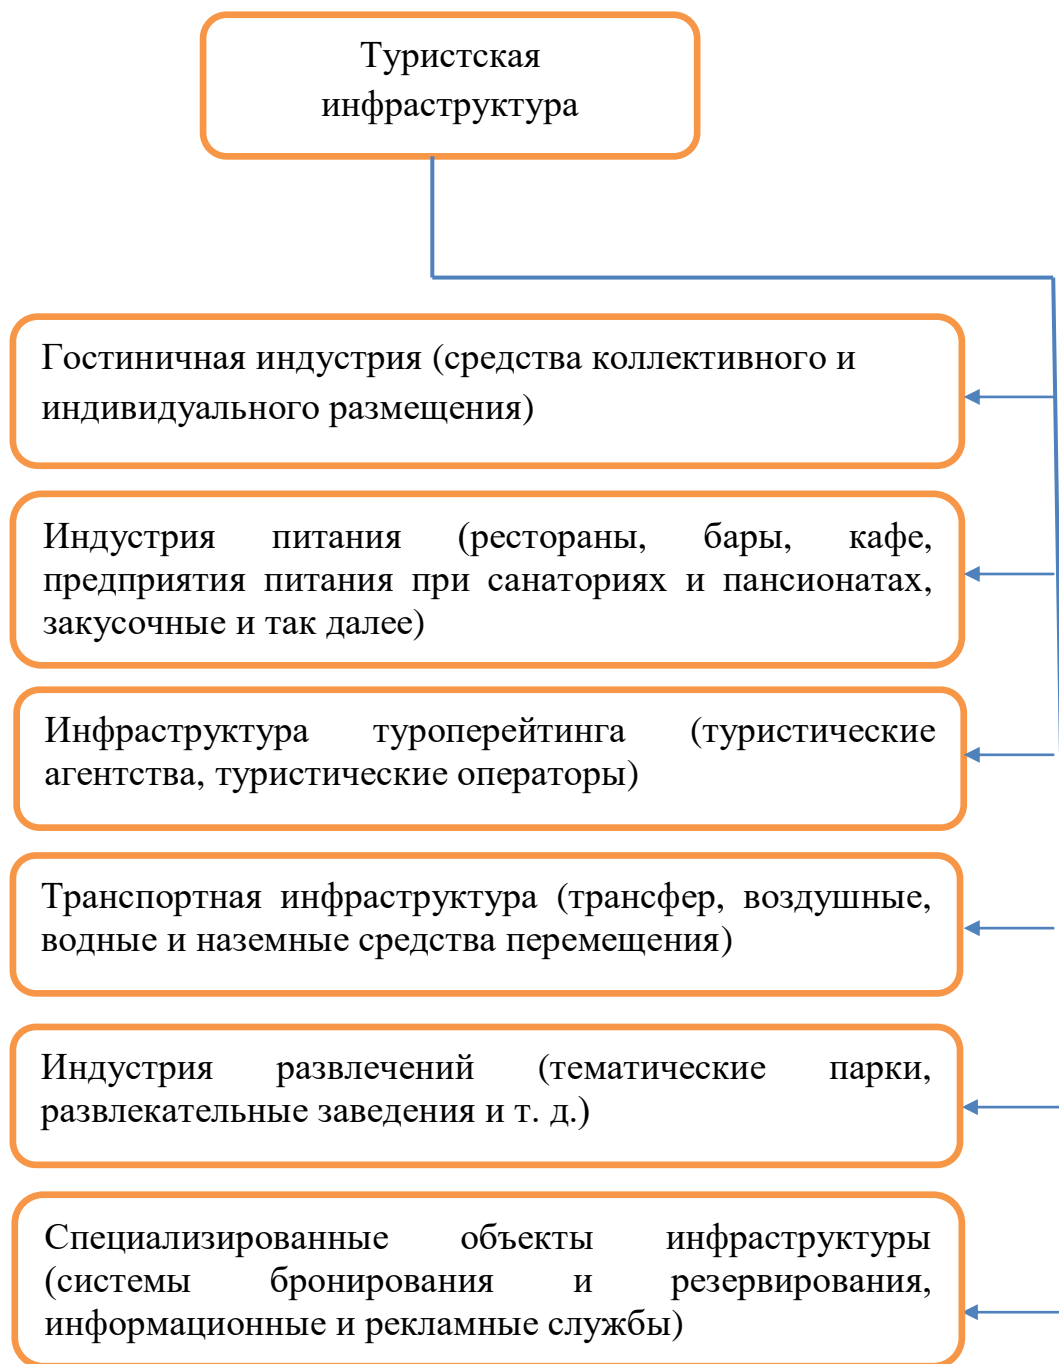 Туристская
инфраструктура
Гостиничная индустрия (средства коллективного и
индивидуального размещения)
Индустрия питания (рестораны, бары, кафе,
предприятия питания при санаториях и пансионатах,
закусочные и так далее)
Инфраструктура туроперейтинга (туристические
агентства, туристические операторы)
Транспортная инфраструктура (трансфер, воздушные,
водные и наземные средства перемещения)
Индустрия развлечений (тематические парки,
развлекательные заведения и т. д.)
Специализированные объекты инфраструктуры
(системы бронирования и резервирования,
информационные и рекламные службы)